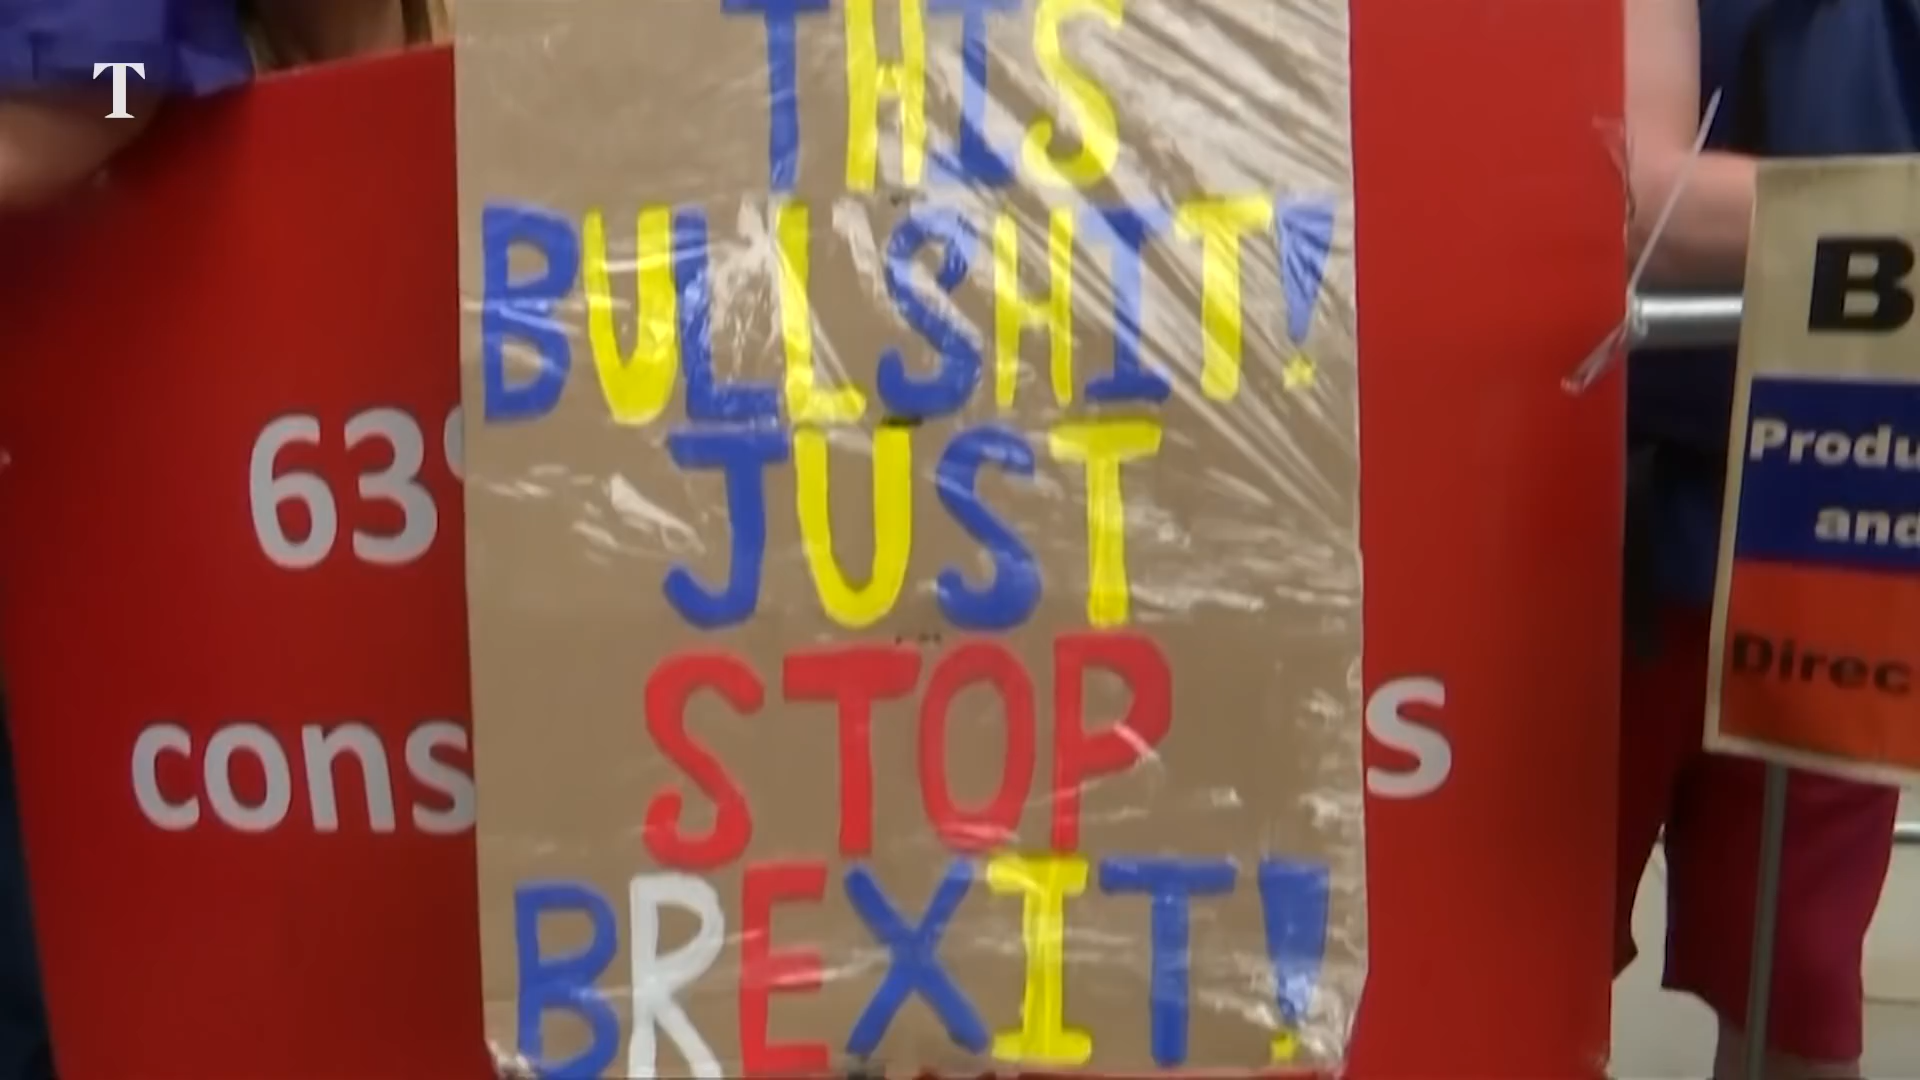 T
THIS
BULLSHIT!
JUST
STOP
BREXIT!
63
cons
s
B
Produ
and
Direc